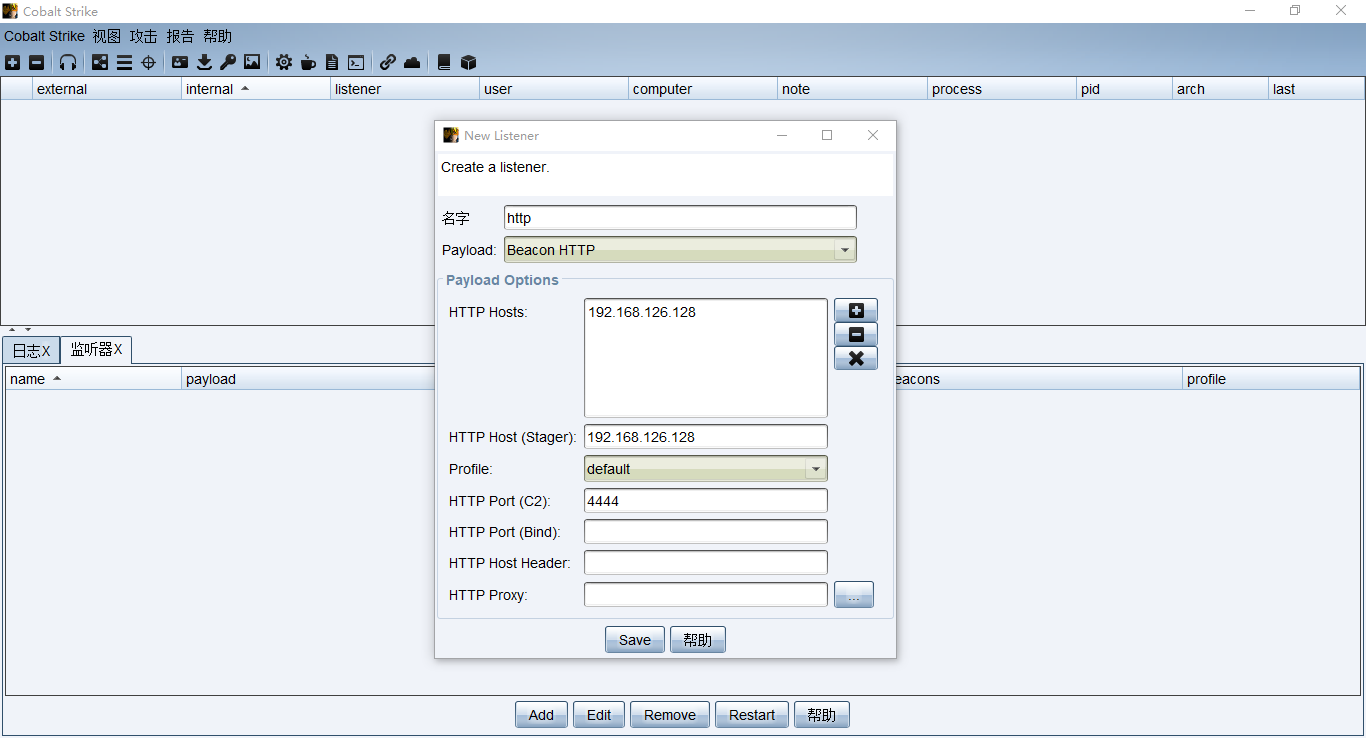 Cobalt Strike
Cobalt Strike 视图 攻击 报告 帮助
external internal listener user computer note process pid arch last
New Listener
Create a listener.
名字 http
Payload: Beacon HTTP
Payload Options
HTTP Hosts: 192.168.126.128
HTTP Host (Stager): 192.168.126.128
Profile: default
HTTP Port (C2): 4444
HTTP Port (Bind):
HTTP Host Header:
HTTP Proxy: ...
Save 帮助
日志X 监听器X
name payload eacons profile
Add Edit Remove Restart 帮助